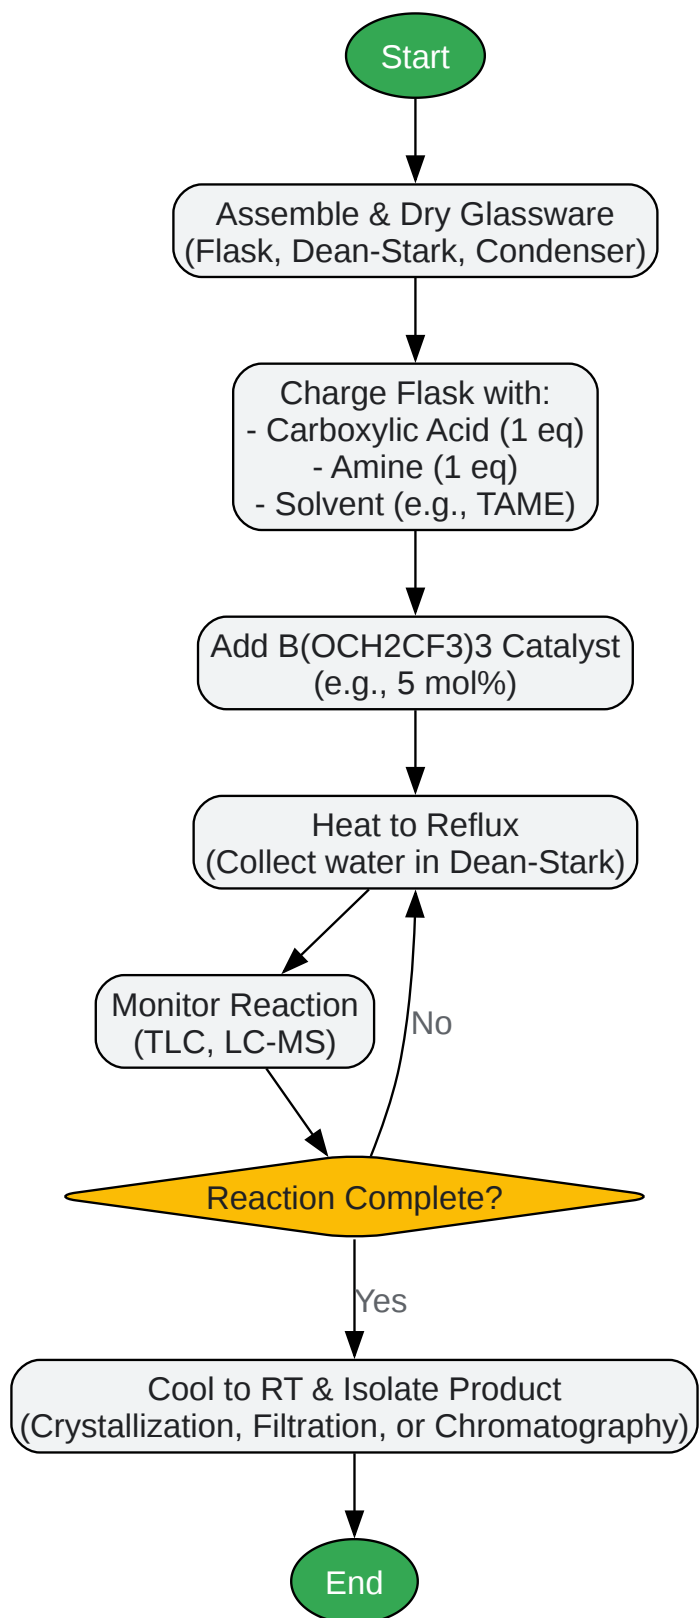 Start
Assemble & Dry Glassware
(Flask, Dean-Stark, Condenser)
Charge Flask with:
- Carboxylic Acid (1 eq)
- Amine (1 eq)
- Solvent (e.g., TAME)
Add B(OCH2CF3)3 Catalyst
(e.g., 5 mol%)
Heat to Reflux
(Collect water in Dean-Stark)
Monitor Reaction
(TLC, LC-MS)
No
Reaction Complete?
Yes
Cool to RT & Isolate Product
(Crystallization, Filtration, or Chromatography)
End